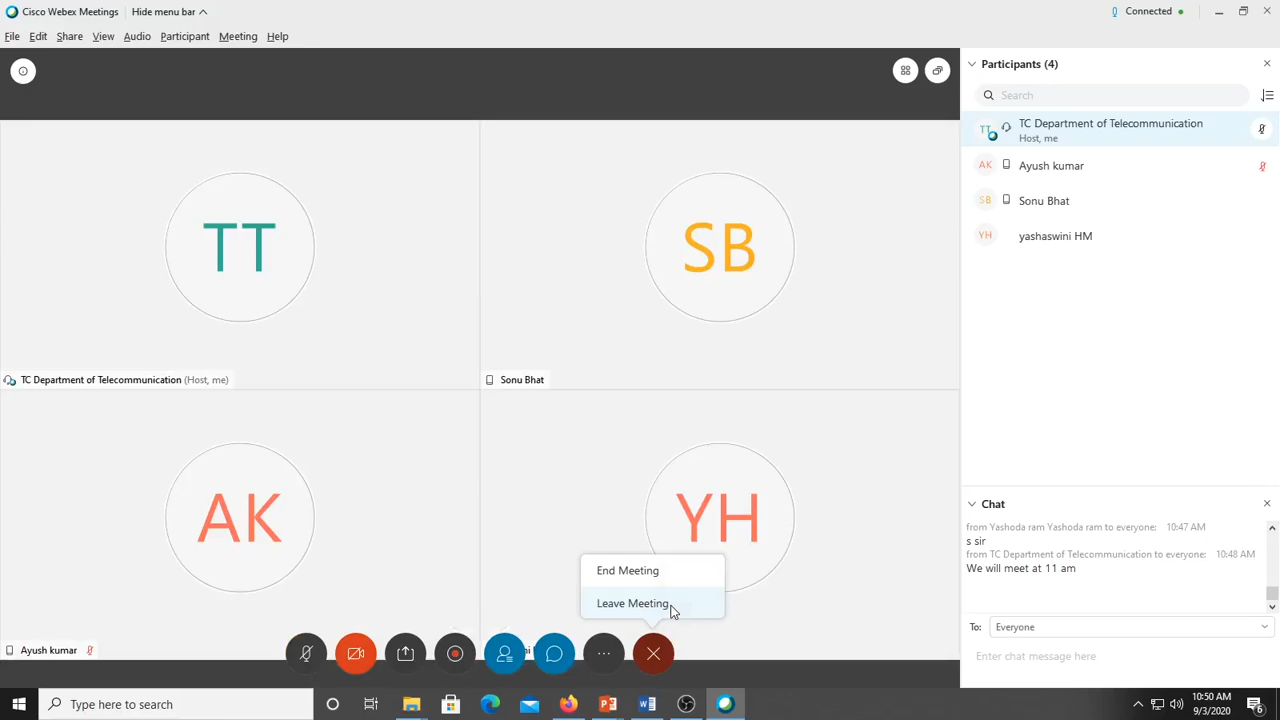 Cisco Webex Meetings
Hide menu bar
Connected
File Edit Share View Audio Participant Meeting Help
Participants (4)
Search
TT
TC Department of Telecommunication
Host, me
AK
Ayush kumar
SB
Sonu Bhat
YH
yashaswini HM
TT
SB
TC Department of Telecommunication (Host, me)
Sonu Bhat
AK
YH
Ayush kumar
End Meeting
Leave Meeting
Chat
from Yashoda ram Yashoda ram to everyone: 10:47 AM
s sir
from TC Department of Telecommunication to everyone: 10:48 AM
We will meet at 11 am
To: Everyone
Enter chat message here
Type here to search
10:50 AM
9/3/2020
6